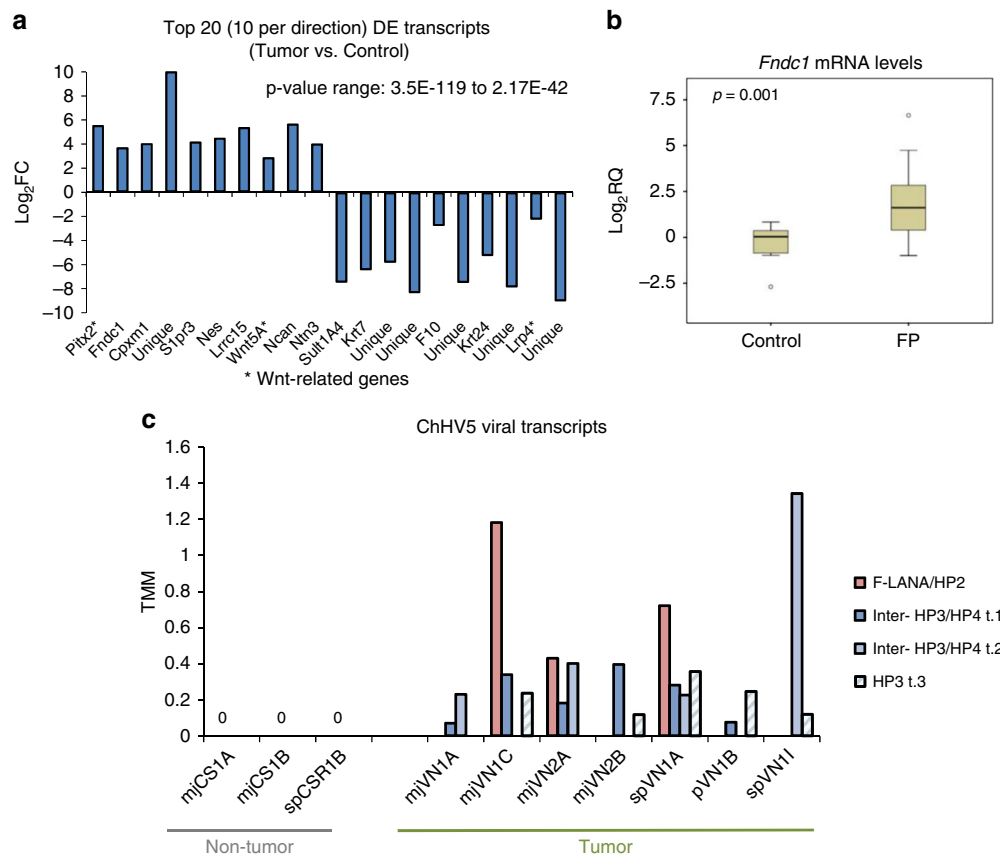 a
Top 20 (10 per direction) DE transcripts
(Tumor vs. Control)
p-value range: 3.5E-119 to 2.17E-42
Log2FC
10
8
6
4
2
0
−2
−4
−6
−8
−10
Pitx2*
Fndc1
Cpxm1
Unique
S1pr3
Nes
Lrrc15
Wnt5A*
Ncan
Ntn3
Sult1A4
Krt7
Unique
Unique
F10
Unique
Krt24
Unique
Lrp4*
Unique
* Wnt-related genes
b
Fndc1 mRNA levels
p = 0.001
Log2RQ
7.5
5
2.5
0
−2.5
Control FP
c
ChHV5 viral transcripts
TMM
1.6
1.4
1.2
1
0.8
0.6
0.4
0.2
0
0 0 0
mjCS1A
mjCS1B
spCSR1B
mjVN1A
mjVN1C
mjVN2A
mjVN2B
spVN1A
pVN1B
spVN1I
Non-tumor
Tumor
F-LANA/HP2
Inter- HP3/HP4 t.1
Inter- HP3/HP4 t.2
HP3 t.3